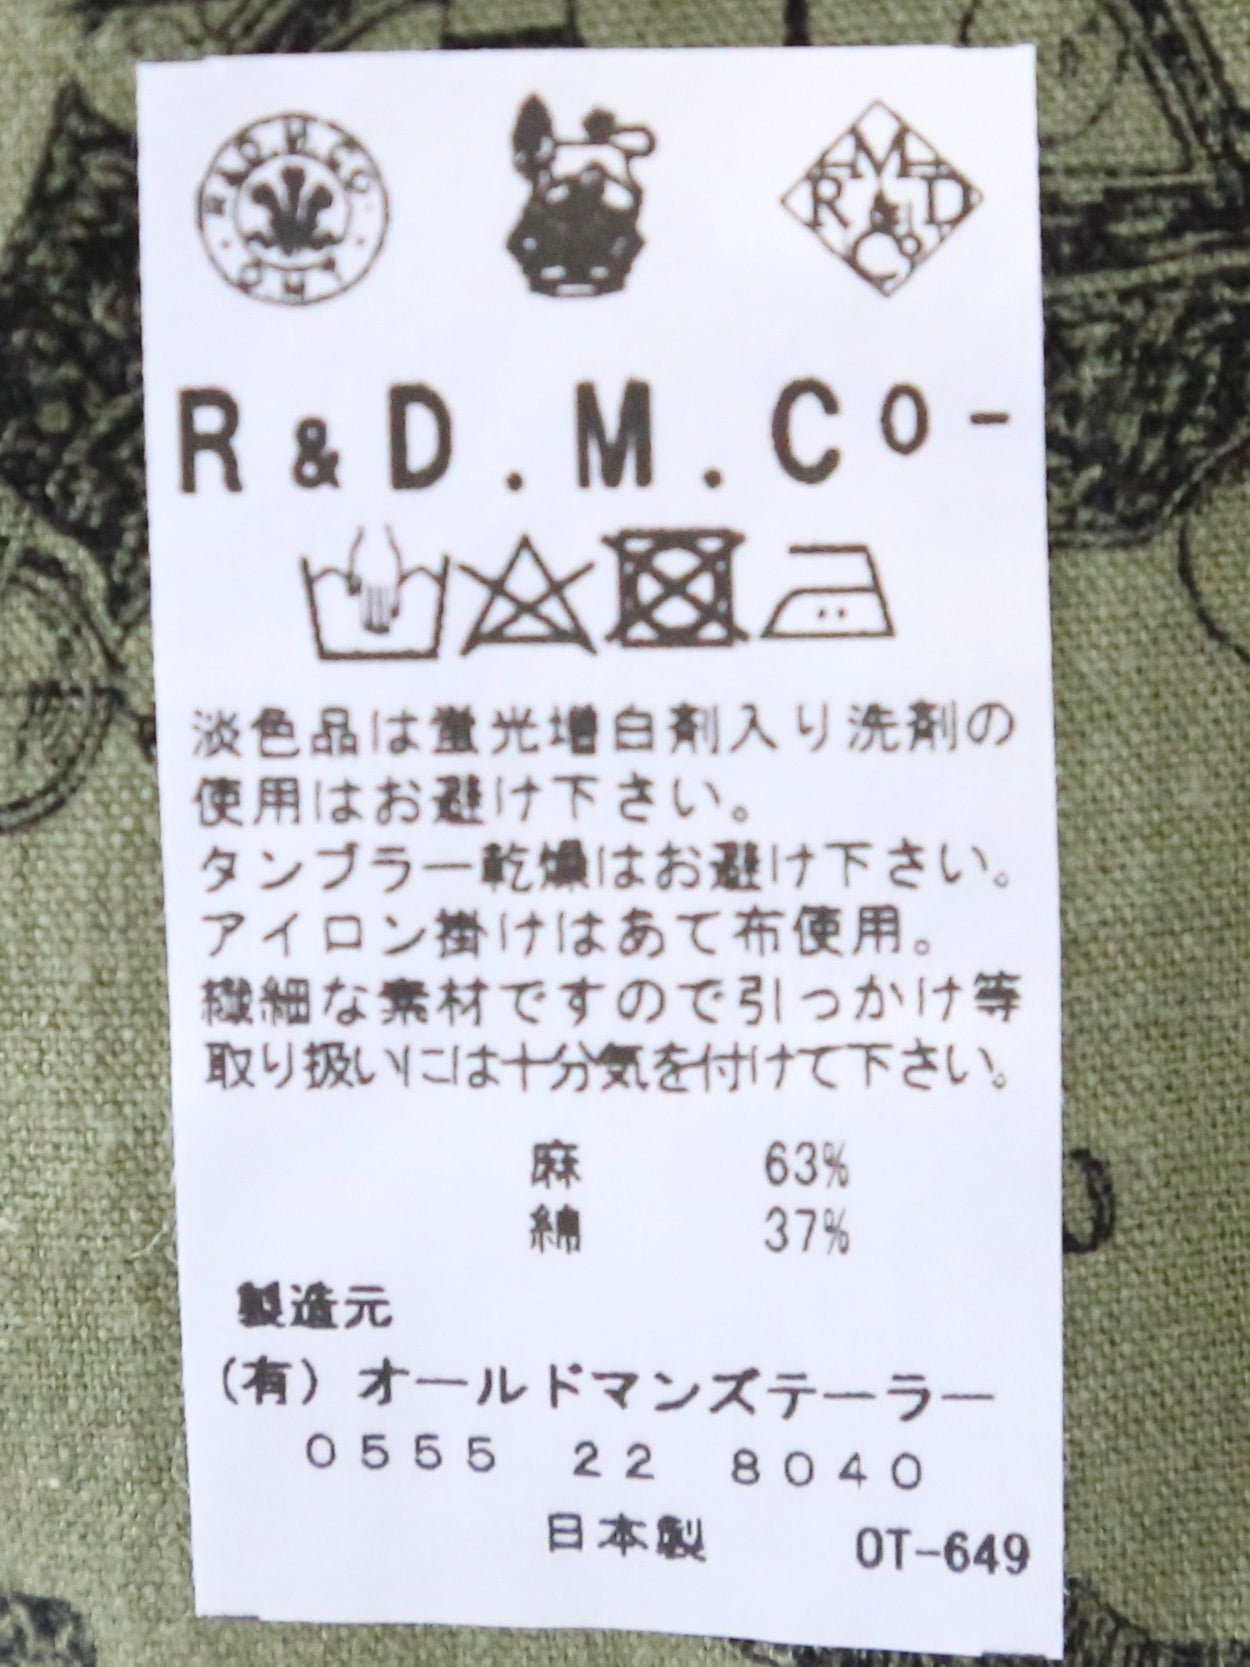 R&D.M.CO.
OMT
M
R & D
Co
R&D.M.Co-
淡色品は蛍光増白剤入り洗剤の
使用はお避け下さい。
タンブラー乾燥はお避け下さい。
アイロン掛けはあて布使用。
繊細な素材ですので引っかけ等
取り扱いには十分気を付けて下さい。
麻 63%
綿 37%
製造元
(有) オールドマンズテーラー
0555 22 8040
日本製 OT-649